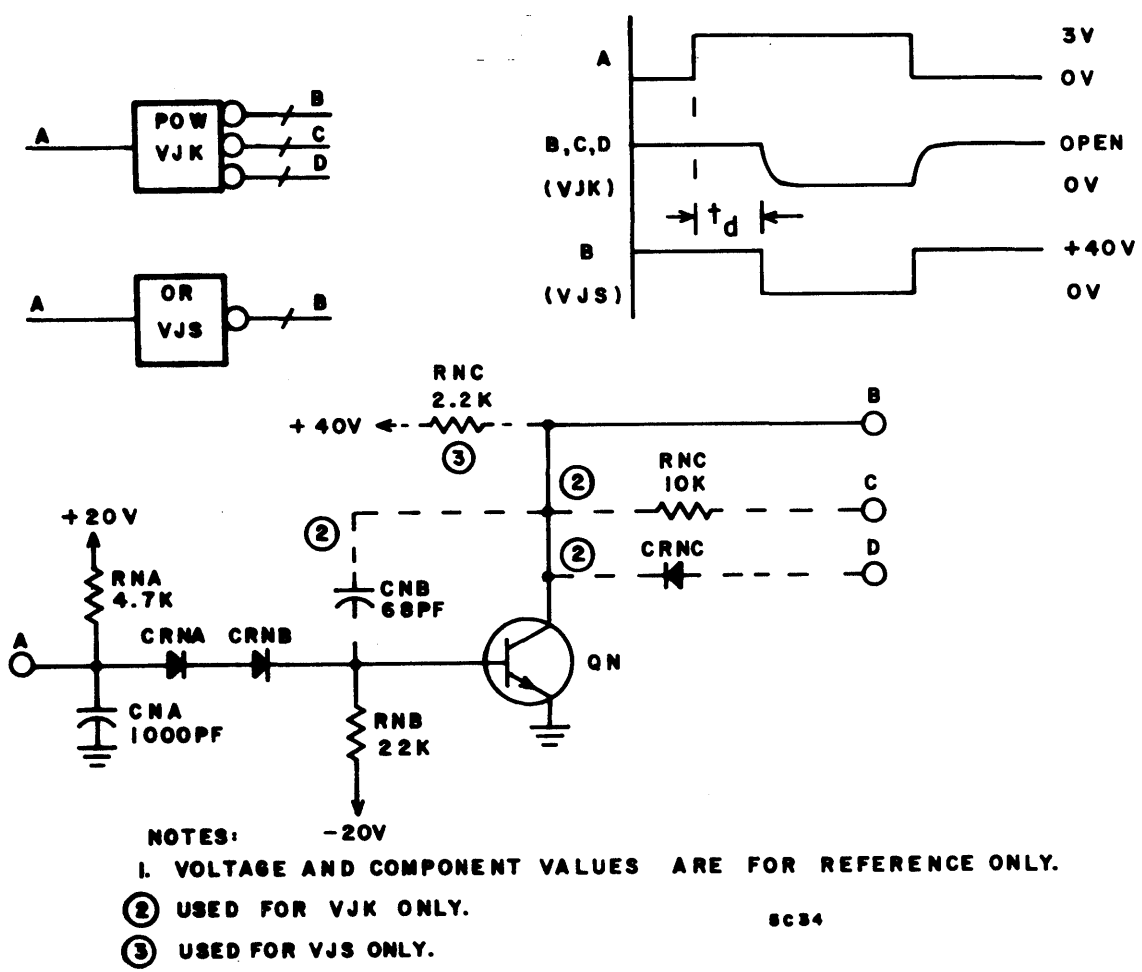 A
3V
0V
B,C,D
(VJK)
OPEN
0V
td
B
(VJS)
+40V
0V
A
POW
VJK
B
C
D
A
OR
VJS
B
RNC
2.2K
+40V
3
B
2
RNC
10K
C
2
2
CRNC
D
+20V
RNA
4.7K
CNB
68PF
A
CRNA
CRNB
QN
CNA
1000PF
RNB
22K
-20V
NOTES:
1. VOLTAGE AND COMPONENT VALUES ARE FOR REFERENCE ONLY.
2 USED FOR VJK ONLY.
3 USED FOR VJS ONLY.
5C34